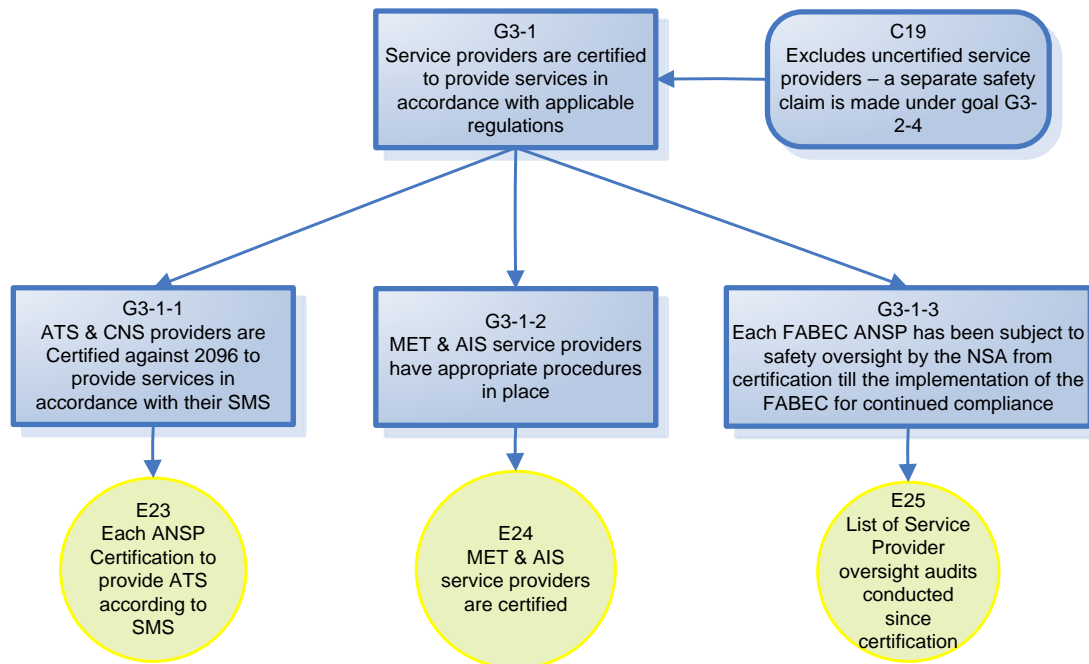 G3-1
Service providers are certified
to provide services in
accordance with applicable
regulations
C19
Excludes uncertified service
providers – a separate safety
claim is made under goal G3-
2-4
G3-1-1
ATS & CNS providers are
Certified against 2096 to
provide services in
accordance with their SMS
G3-1-2
MET & AIS service providers
have appropriate procedures
in place
G3-1-3
Each FABEC ANSP has been subject to
safety oversight by the NSA from
certification till the implementation of the
FABEC for continued compliance
E23
Each ANSP
Certification to
provide ATS
according to
SMS
E24
MET & AIS
service providers
are certified
E25
List of Service
Provider
oversight audits
conducted
since
certification